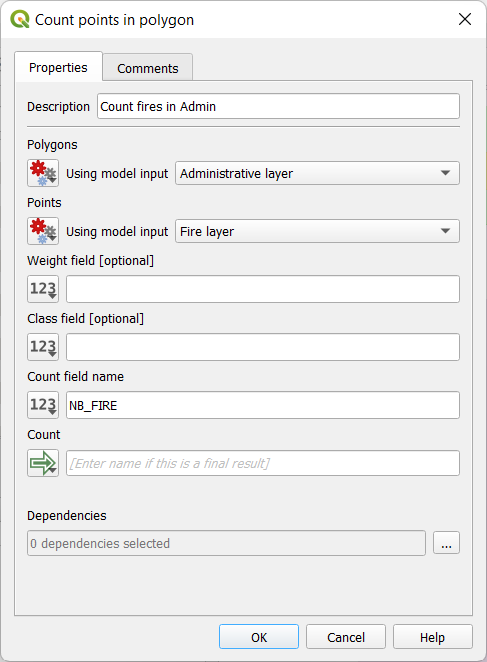 Count points in polygon
Properties
Comments
Description Count fires in Admin
Polygons
Using model input Administrative layer
Points
Using model input Fire layer
Weight field [optional]
123
Class field [optional]
123
Count field name
123 NB_FIRE
Count
[Enter name if this is a final result]
Dependencies
0 dependencies selected ...
OK Cancel Help